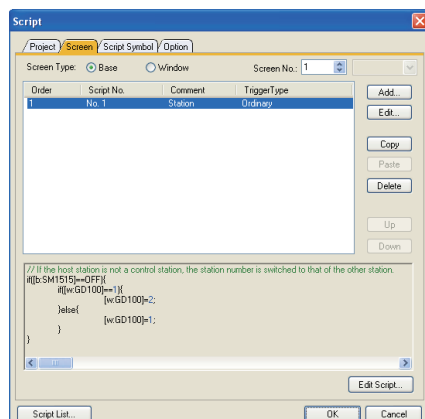 Script
Project Screen Script Symbol Option
Screen Type: Base Window Screen No.: 1
Order Script No. Comment TriggerType
1 No. 1 Station Ordinary
Add...
Edit...
Copy
Paste
Delete
Up
Down
// If the host station is not a control station, the station number is switched to that of the other station.
if([b:SM1515]==OFF){
if([w:GD100]==1){
[w:GD100]=2;
}else{
[w:GD100]=1;
}
}
Edit Script...
Script List... OK Cancel